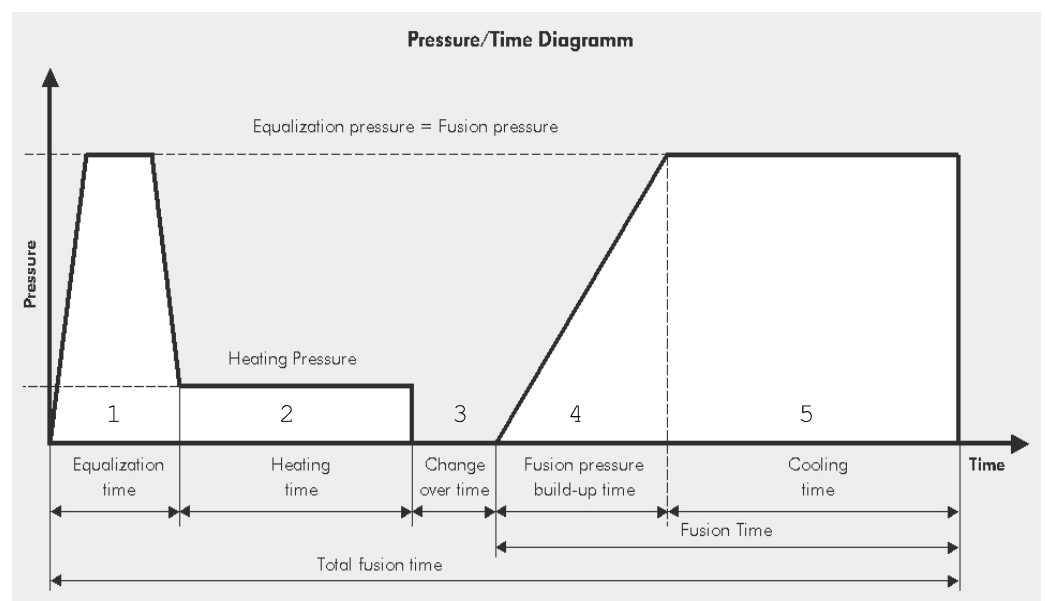 Pressure/Time Diagramm
Equalization pressure = Fusion pressure
Pressure
Heating Pressure
1 2 3 4 5
Equalization
time
Heating
time
Change
over time
Fusion pressure
build-up time
Cooling
time
Time
Fusion Time
Total fusion time